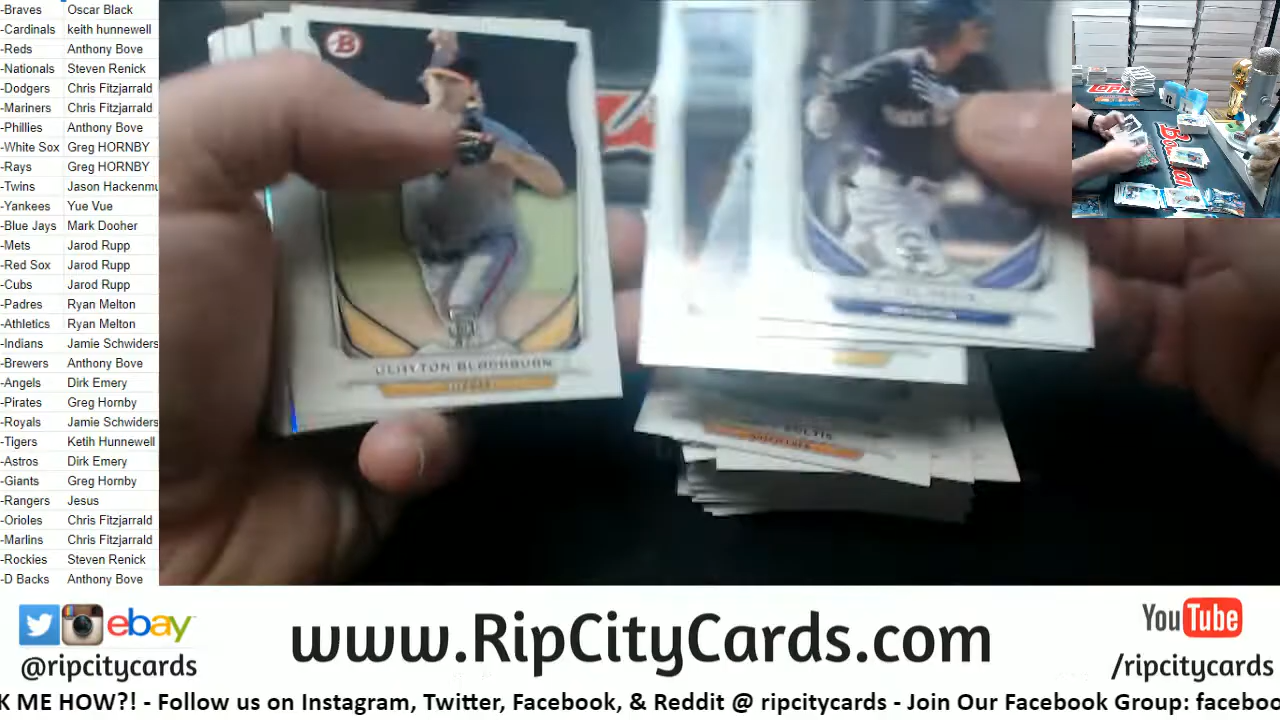 -Braves Oscar Black
-Cardinals keith hunnewell
-Reds Anthony Bove
-Nationals Steven Renick
-Dodgers Chris Fitzjarrald
-Mariners Chris Fitzjarrald
-Phillies Anthony Bove
-White Sox Greg HORNBY
-Rays Greg HORNBY
-Twins Jason Hackenmu
-Yankees Yue Vue
-Blue Jays Mark Dooher
-Mets Jarod Rupp
-Red Sox Jarod Rupp
-Cubs Jarod Rupp
-Padres Ryan Melton
-Athletics Ryan Melton
-Indians Jamie Schwiders
-Brewers Anthony Bove
-Angels Dirk Emery
-Pirates Greg Hornby
-Royals Jamie Schwiders
-Tigers Ketih Hunnewell
-Astros Dirk Emery
-Giants Greg Hornby
-Rangers Jesus
-Orioles Chris Fitzjarrald
-Marlins Chris Fitzjarrald
-Rockies Steven Renick
-D Backs Anthony Bove
B
CLAYTON BLACKBURN
ebay
@ripcitycards
www.RipCityCards.com
YouTube
/ripcitycards
K ME HOW?! - Follow us on Instagram, Twitter, Facebook, & Reddit @ ripcitycards - Join Our Facebook Group: faceboo